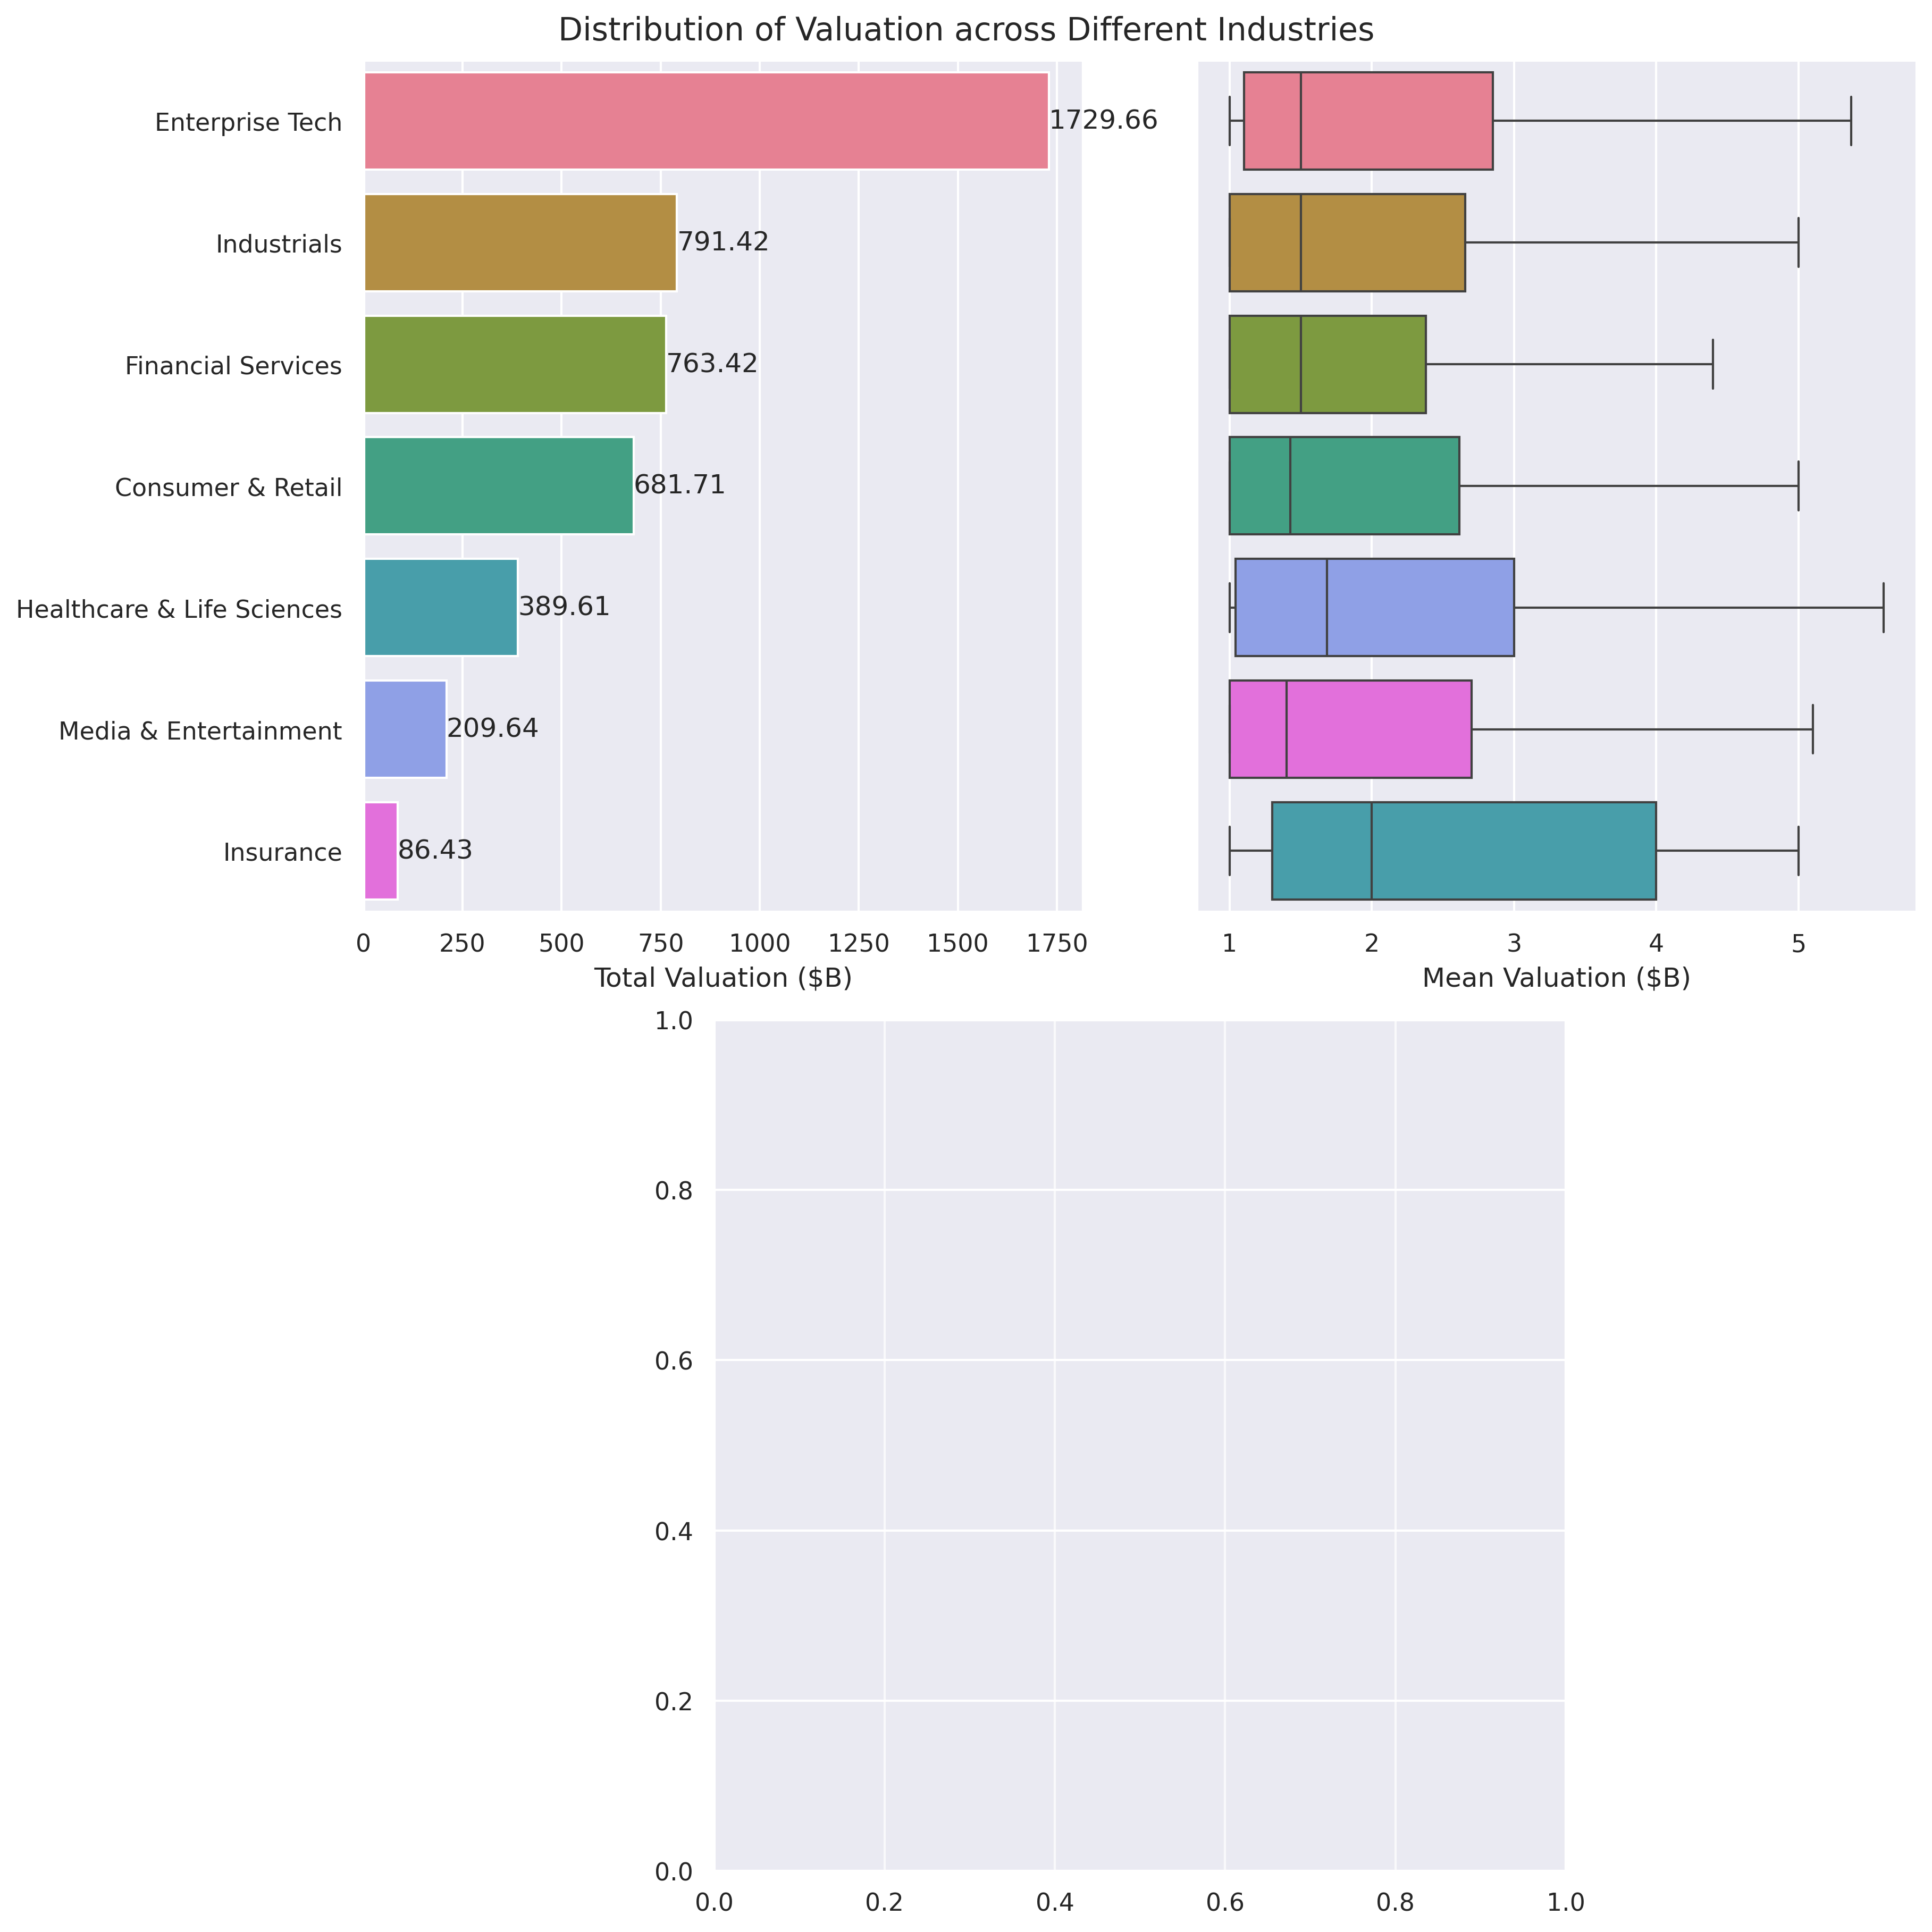 Distribution of Valuation across Different Industries
Enterprise Tech
1729.66
Industrials
791.42
Financial Services
763.42
Consumer & Retail
681.71
Healthcare & Life Sciences
389.61
Media & Entertainment
209.64
Insurance
86.43
0 250 500 750 1000 1250 1500 1750
Total Valuation ($B)
1 2 3 4 5
Mean Valuation ($B)
1.0
0.8
0.6
0.4
0.2
0.0
0.0 0.2 0.4 0.6 0.8 1.0